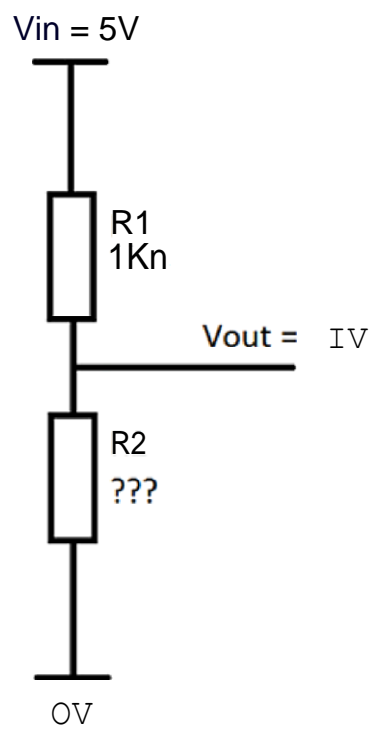 Vin = 5V
R1
1Kn
Vout = IV
R2
???
OV